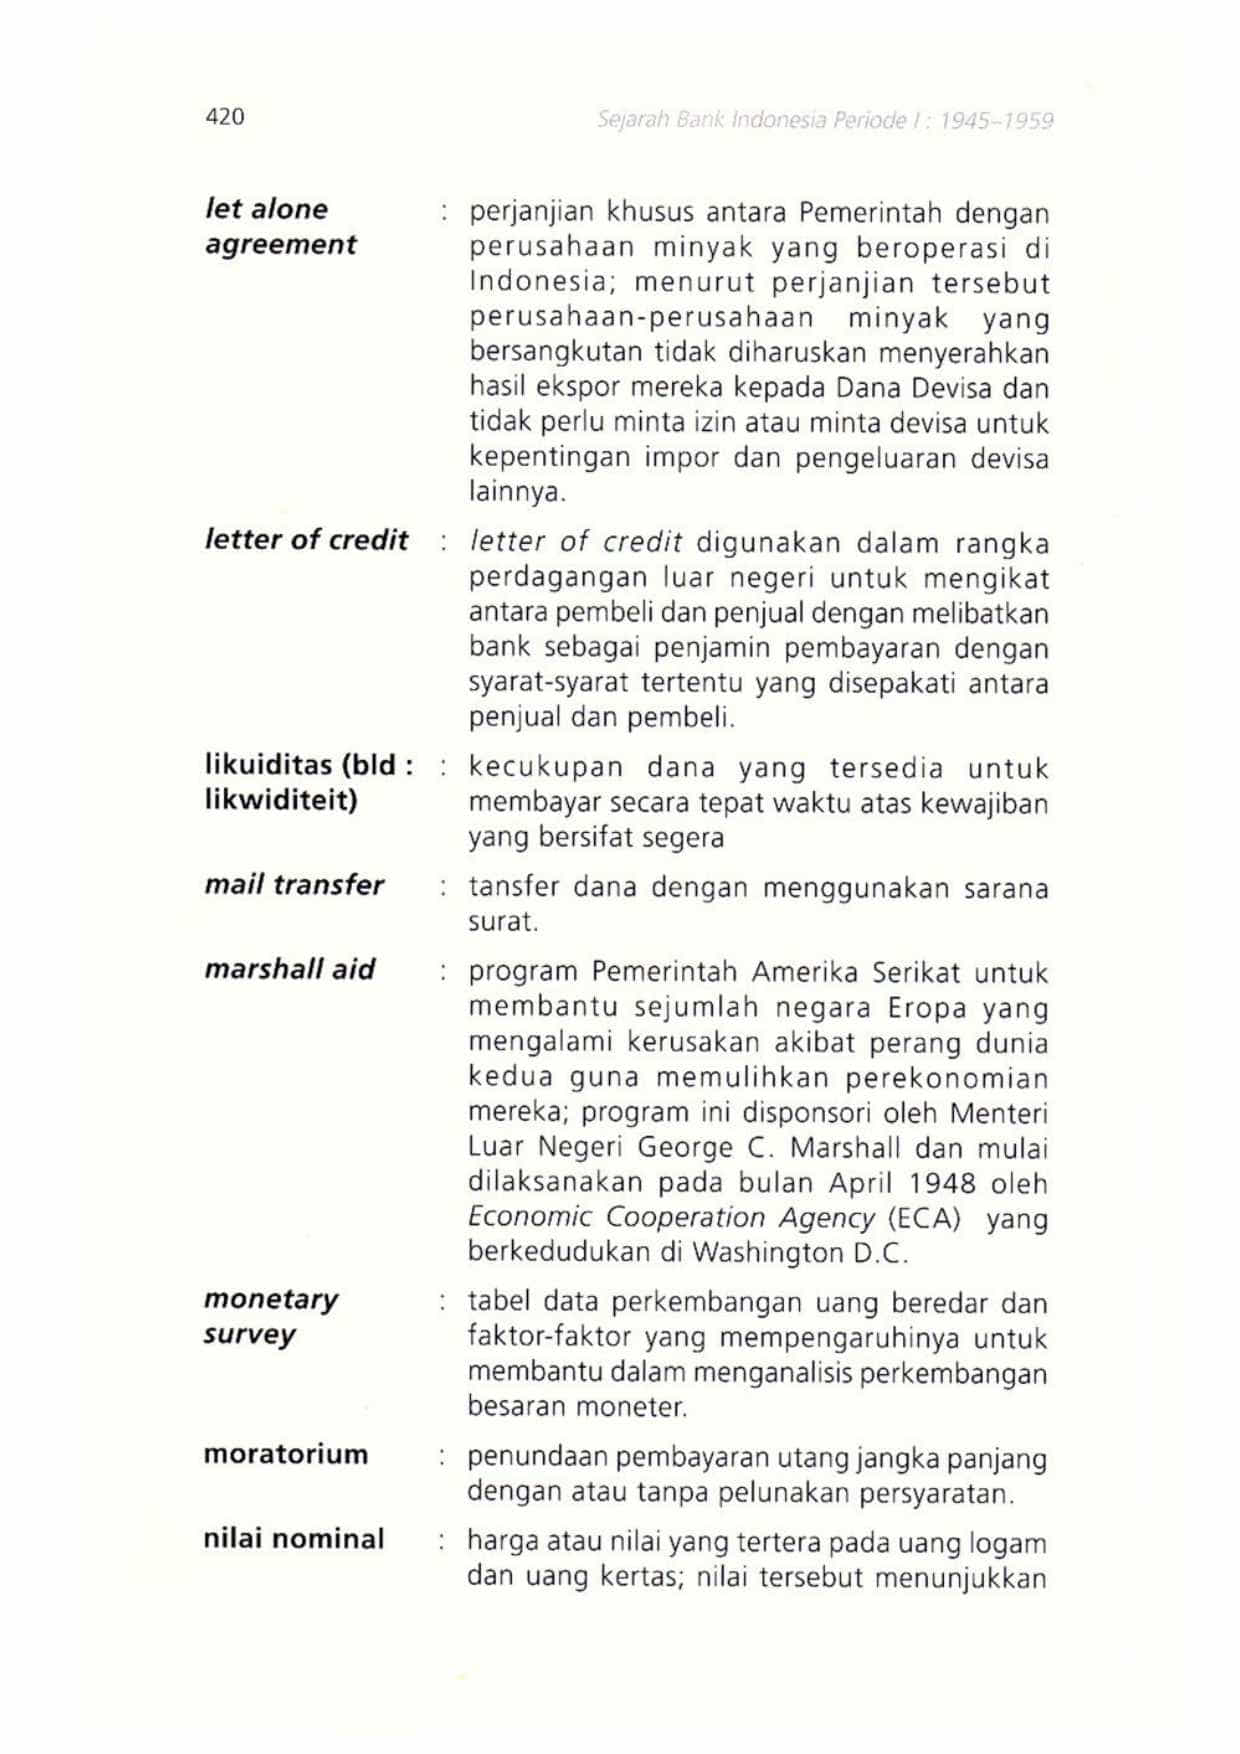 420
Sejarah Bank Indonesia Periode I : 1945–1959
let alone : perjanjian khusus antara Pemerintah dengan
agreement perusahaan minyak yang beroperasi di
Indonesia; menurut perjanjian tersebut
perusahaan-perusahaan minyak yang
bersangkutan tidak diharuskan menyerahkan
hasil ekspor mereka kepada Dana Devisa dan
tidak perlu minta izin atau minta devisa untuk
kepentingan impor dan pengeluaran devisa
lainnya.
letter of credit : letter of credit digunakan dalam rangka
perdagangan luar negeri untuk mengikat
antara pembeli dan penjual dengan melibatkan
bank sebagai penjamin pembayaran dengan
syarat-syarat tertentu yang disepakati antara
penjual dan pembeli.
likuiditas (bld : : kecukupan dana yang tersedia untuk
likwiditeit) membayar secara tepat waktu atas kewajiban
yang bersifat segera
mail transfer : tansfer dana dengan menggunakan sarana
surat.
marshall aid : program Pemerintah Amerika Serikat untuk
membantu sejumlah negara Eropa yang
mengalami kerusakan akibat perang dunia
kedua guna memulihkan perekonomian
mereka; program ini disponsori oleh Menteri
Luar Negeri George C. Marshall dan mulai
dilaksanakan pada bulan April 1948 oleh
Economic Cooperation Agency (ECA) yang
berkedudukan di Washington D.C.
monetary : tabel data perkembangan uang beredar dan
survey faktor-faktor yang mempengaruhinya untuk
membantu dalam menganalisis perkembangan
besaran moneter.
moratorium : penundaan pembayaran utang jangka panjang
dengan atau tanpa pelunakan persyaratan.
nilai nominal : harga atau nilai yang tertera pada uang logam
dan uang kertas; nilai tersebut menunjukkan